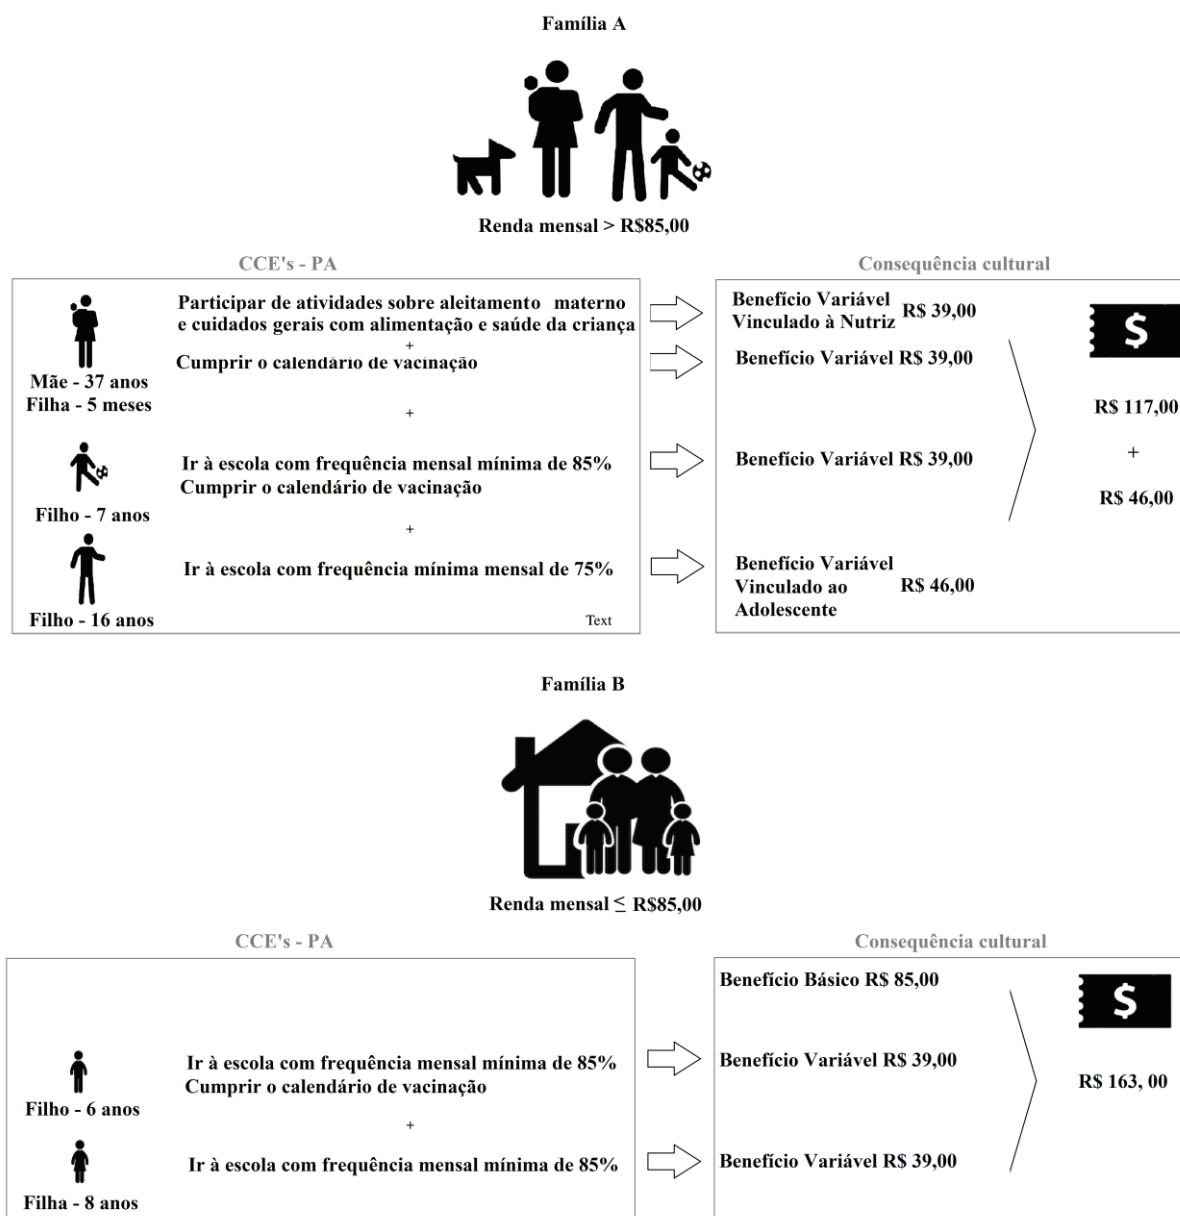 Família A
Renda mensal > R$85,00
CCE's - PA
Consequência cultural
Participar de atividades sobre aleitamento materno
e cuidados gerais com alimentação e saúde da criança
+
Cumprir o calendário de vacinação
Mãe - 37 anos
Filha - 5 meses
+
Ir à escola com frequência mensal mínima de 85%
Cumprir o calendário de vacinação
Filho - 7 anos
+
Ir à escola com frequência mínima mensal de 75%
Filho - 16 anos
Text
Benefício Variável
Vinculado à Nutriz R$ 39,00
Benefício Variável R$ 39,00
Benefício Variável R$ 39,00
Benefício Variável
Vinculado ao R$ 46,00
Adolescente
$
R$ 117,00
+
R$ 46,00
Família B
Renda mensal ≤ R$85,00
CCE's - PA
Consequência cultural
Ir à escola com frequência mensal mínima de 85%
Cumprir o calendário de vacinação
Filho - 6 anos
+
Ir à escola com frequência mensal mínima de 85%
Filha - 8 anos
Benefício Básico R$ 85,00
Benefício Variável R$ 39,00
Benefício Variável R$ 39,00
$
R$ 163, 00